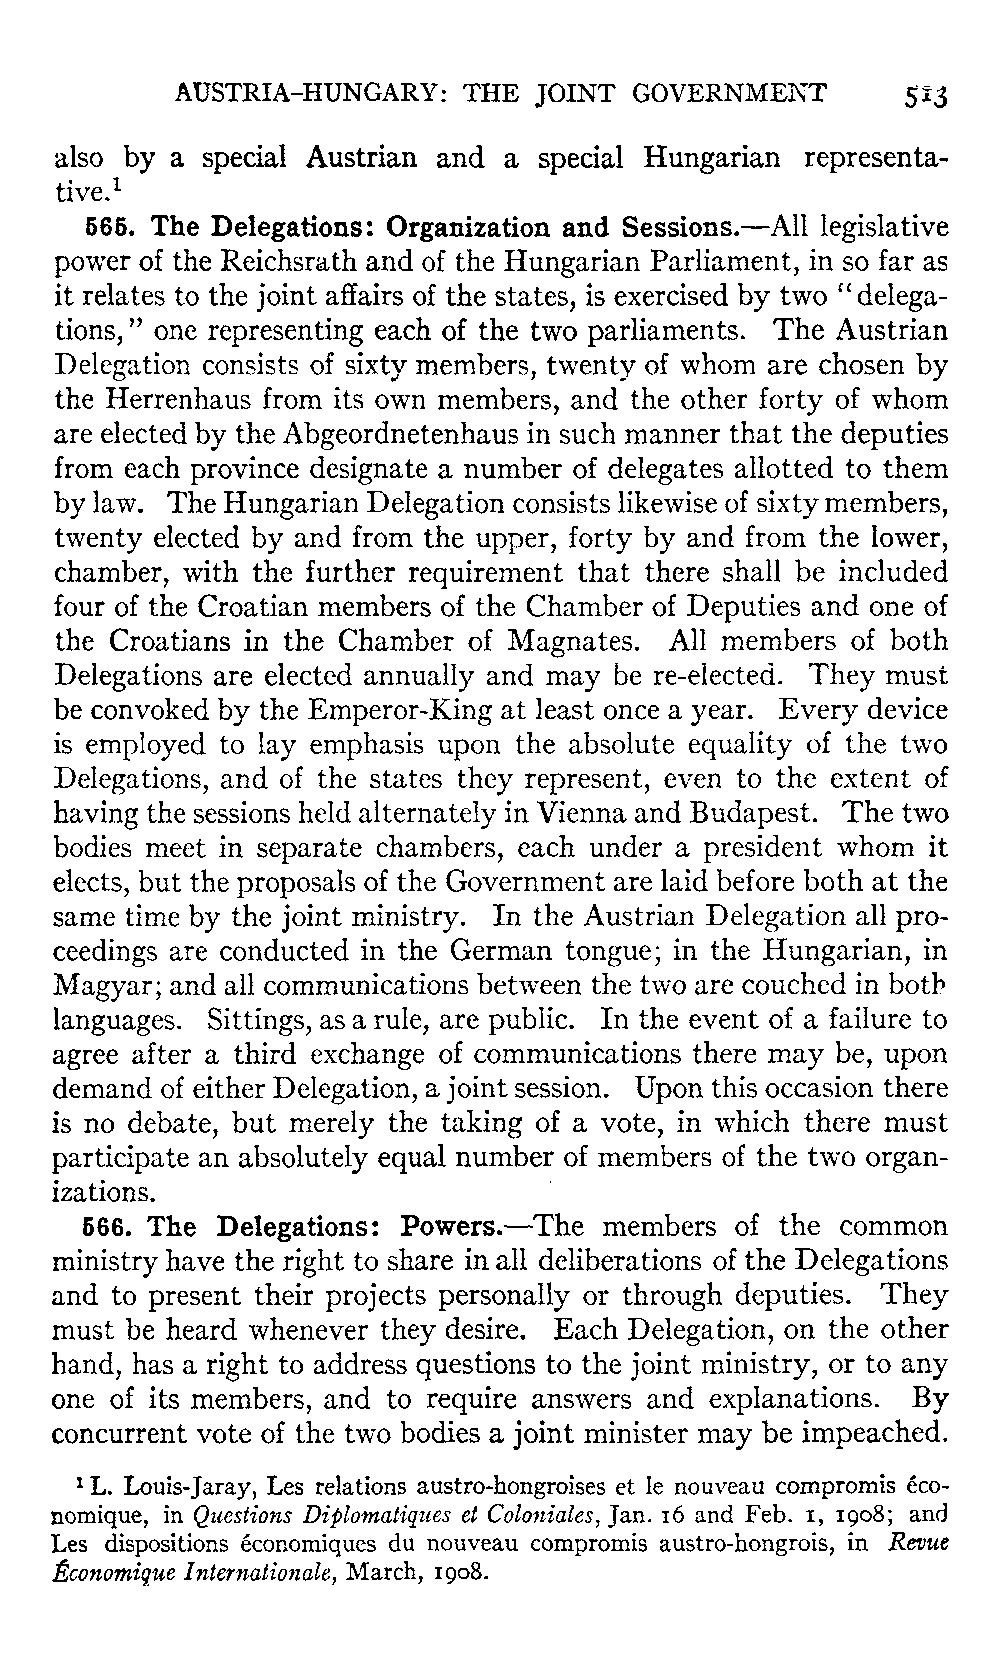 AUSTRIA–HUNGARY: THE JOINT GOVERNMENT 513
also by a special Austrian and a special Hungarian representa-
tive.¹
565. The Delegations: Organization and Sessions.—All legislative
power of the Reichsrath and of the Hungarian Parliament, in so far as
it relates to the joint affairs of the states, is exercised by two “delega-
tions,” one representing each of the two parliaments. The Austrian
Delegation consists of sixty members, twenty of whom are chosen by
the Herrenhaus from its own members, and the other forty of whom
are elected by the Abgeordnetenhaus in such manner that the deputies
from each province designate a number of delegates allotted to them
by law. The Hungarian Delegation consists likewise of sixty members,
twenty elected by and from the upper, forty by and from the lower,
chamber, with the further requirement that there shall be included
four of the Croatian members of the Chamber of Deputies and one of
the Croatians in the Chamber of Magnates. All members of both
Delegations are elected annually and may be re-elected. They must
be convoked by the Emperor-King at least once a year. Every device
is employed to lay emphasis upon the absolute equality of the two
Delegations, and of the states they represent, even to the extent of
having the sessions held alternately in Vienna and Budapest. The two
bodies meet in separate chambers, each under a president whom it
elects, but the proposals of the Government are laid before both at the
same time by the joint ministry. In the Austrian Delegation all pro-
ceedings are conducted in the German tongue; in the Hungarian, in
Magyar; and all communications between the two are couched in both
languages. Sittings, as a rule, are public. In the event of a failure to
agree after a third exchange of communications there may be, upon
demand of either Delegation, a joint session. Upon this occasion there
is no debate, but merely the taking of a vote, in which there must
participate an absolutely equal number of members of the two organ-
izations.
566. The Delegations: Powers.—The members of the common
ministry have the right to share in all deliberations of the Delegations
and to present their projects personally or through deputies. They
must be heard whenever they desire. Each Delegation, on the other
hand, has a right to address questions to the joint ministry, or to any
one of its members, and to require answers and explanations. By
concurrent vote of the two bodies a joint minister may be impeached.
¹ L. Louis-Jaray, Les relations austro-hongroises et le nouveau compromis éco-
nomique, in Questions Diplomatiques et Coloniales, Jan. 16 and Feb. 1, 1908; and
Les dispositions économiques du nouveau compromis austro-hongrois, in Revue
Économique Internationale, March, 1908.